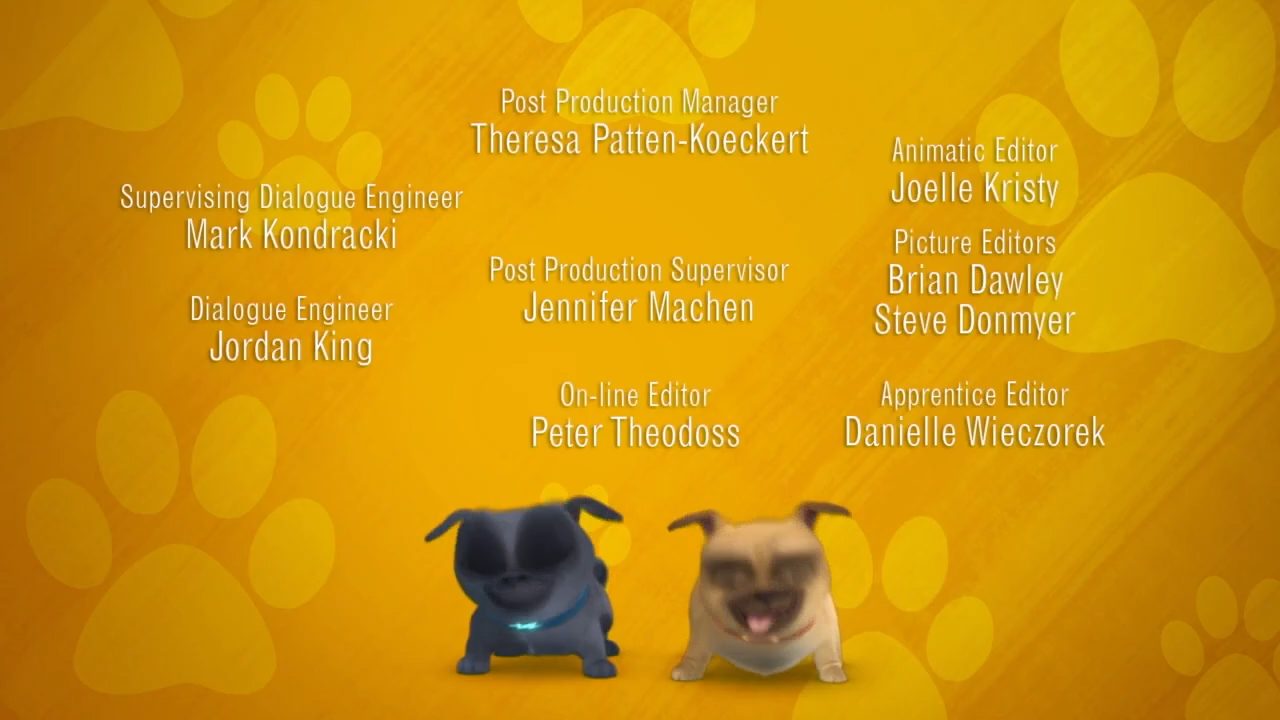 Post Production Manager
Theresa Patten-Koeckert
Supervising Dialogue Engineer
Mark Kondracki
Dialogue Engineer
Jordan King
Post Production Supervisor
Jennifer Machen
On-line Editor
Peter Theodoss
Animatic Editor
Joelle Kristy
Picture Editors
Brian Dawley
Steve Donmyer
Apprentice Editor
Danielle Wieczorek